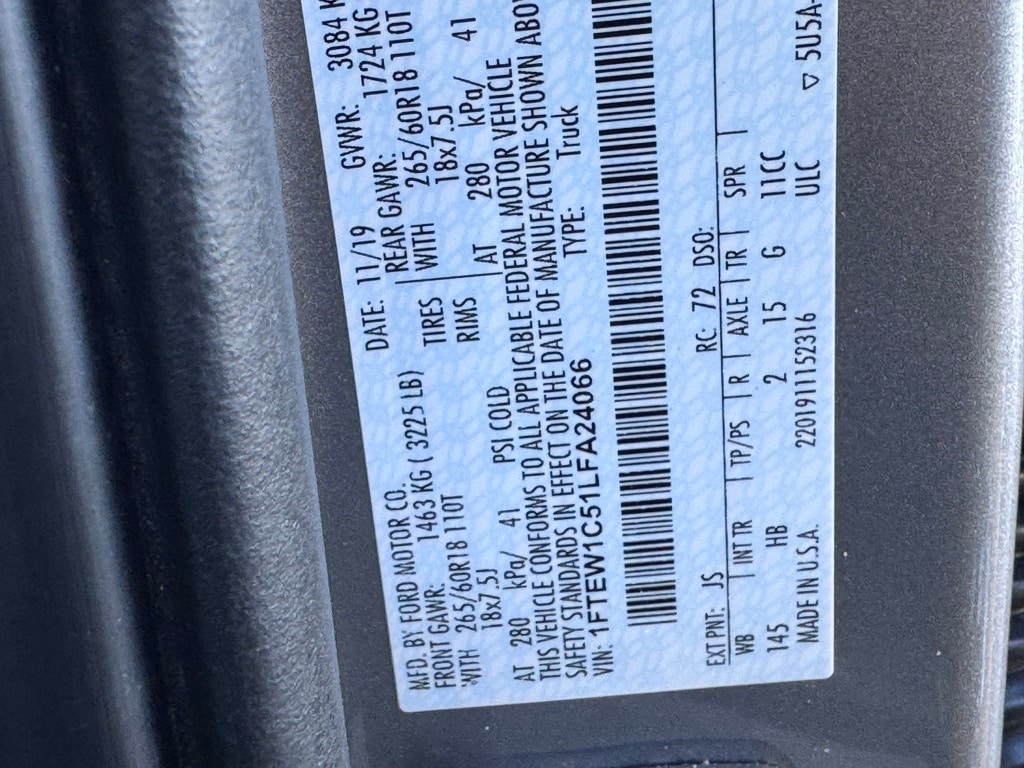 MFD. BY FORD MOTOR CO.
DATE: 11/19 GVWR: 3084 K
FRONT GAWR: 1463 KG ( 3225 LB) REAR GAWR: 1724 KG
WITH 265/60R18 110T TIRES WITH 265/60R18 110T
18x7.5J RIMS 18x7.5J
AT 280 kPa/ 41 PSI COLD AT 280 kPa/ 41
THIS VEHICLE CONFORMS TO ALL APPLICABLE FEDERAL MOTOR VEHICLE
SAFETY STANDARDS IN EFFECT ON THE DATE OF MANUFACTURE SHOWN ABO
VIN: 1FTEW1C51LFA24066 TYPE: Truck
EXT PNT: JS RC: 72 DSO:
WB INT TR TP/PS R AXLE TR SPR
145 HB 2 15 G 11CC
MADE IN U.S.A. 220191115 2316 ULC ▽ 5U5A-